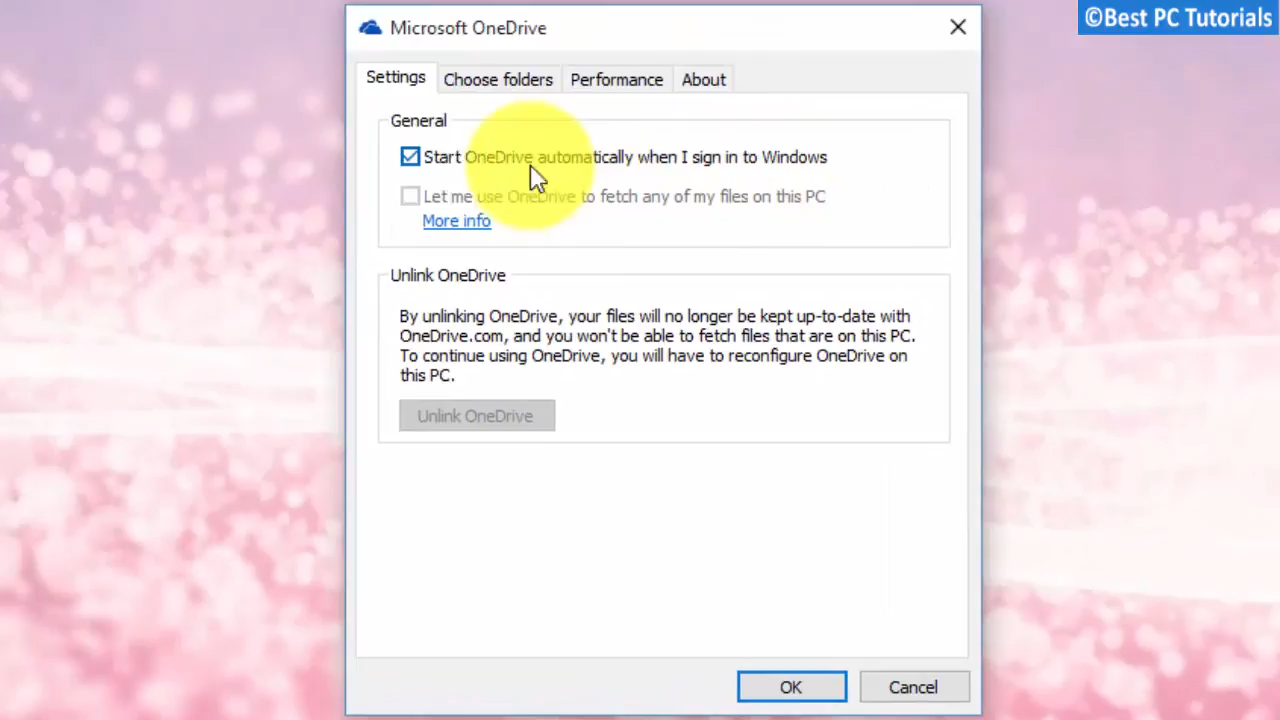 ©Best PC Tutorials
Microsoft OneDrive
Settings Choose folders Performance About
General
Start OneDrive automatically when I sign in to Windows
Let me use OneDrive to fetch any of my files on this PC
More info
Unlink OneDrive
By unlinking OneDrive, your files will no longer be kept up-to-date with
OneDrive.com, and you won't be able to fetch files that are on this PC.
To continue using OneDrive, you will have to reconfigure OneDrive on
this PC.
Unlink OneDrive
OK Cancel